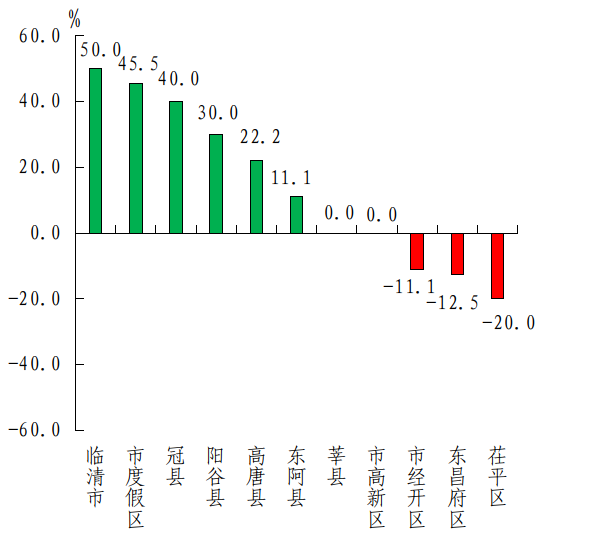 %
60.0
40.0
20.0
0.0
-20.0
-40.0
-60.0
50.0
45.5
40.0
30.0
22.2
11.1
0.0
0.0
-11.1
-12.5
-20.0
临清市
市度假区
冠县
阳谷县
高唐县
东阿县
莘县
市高新区
市经开区
东昌府区
茌平区